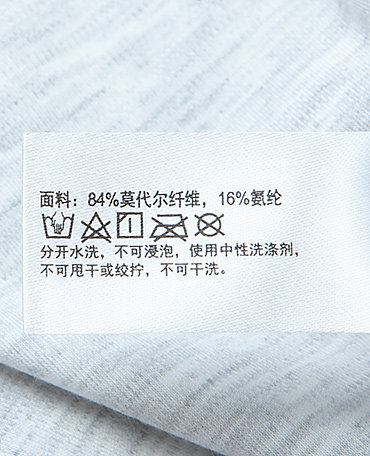 面料：84%莫代尔纤维，16%氨纶
分开水洗，不可浸泡，使用中性洗涤剂，
不可甩干或绞拧，不可干洗。